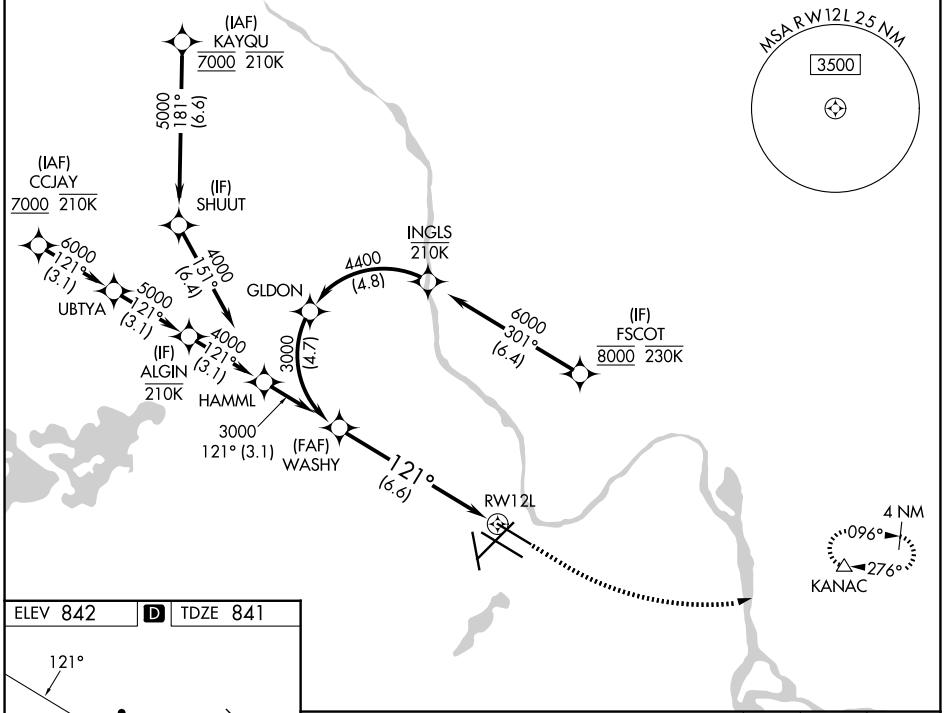 (IAF)
KAYQU
7000 210K
5000
181°
(6.6)
MSA RW12L 25 NM
3500
(IAF)
CCJAY
7000 210K
(IF)
SHUUT
6000
121°
(3.1)
UBTYA
5000
121°
(3.1)
4000
151°
(6.4)
(IF)
ALGIN
210K
4000
121°
(3.1)
HAMML
3000
121° (3.1)
INGLS
210K
4400
(4.8)
GLDON
3000
(4.7)
6000
301°
(6.4)
(IF)
FSCOT
8000 230K
(FAF)
WASHY
121°
(6.6)
RW12L
4 NM
096°
276°
KANAC
ELEV 842 D TDZE 841
121°